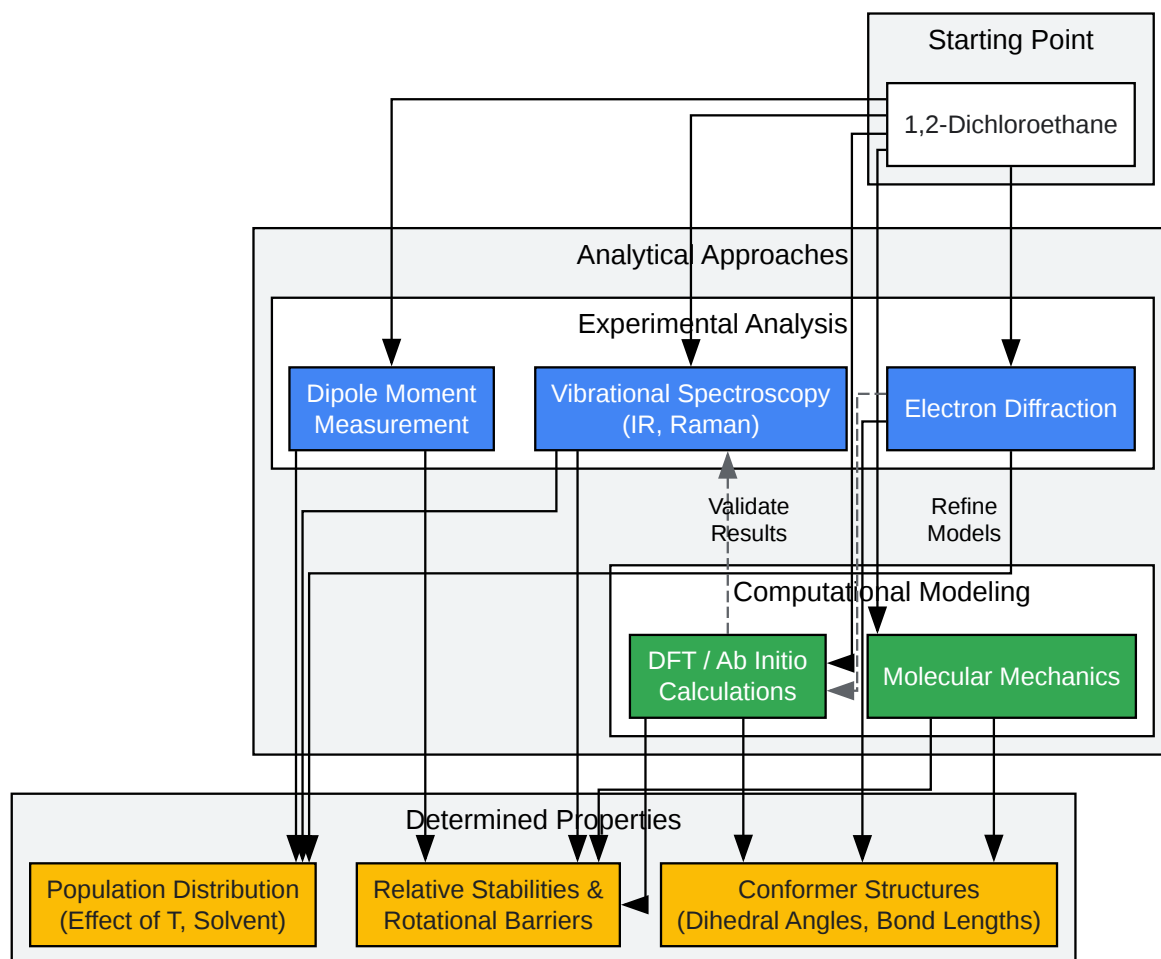 Starting Point
1,2-Dichloroethane
Analytical Approaches
Experimental Analysis
Dipole Moment
Measurement
Vibrational Spectroscopy
(IR, Raman)
Electron Diffraction
Validate
Results
Refine
Models
Computational Modeling
DFT / Ab Initio
Calculations
Molecular Mechanics
Determined Properties
Population Distribution
(Effect of T, Solvent)
Relative Stabilities &
Rotational Barriers
Conformer Structures
(Dihedral Angles, Bond Lengths)